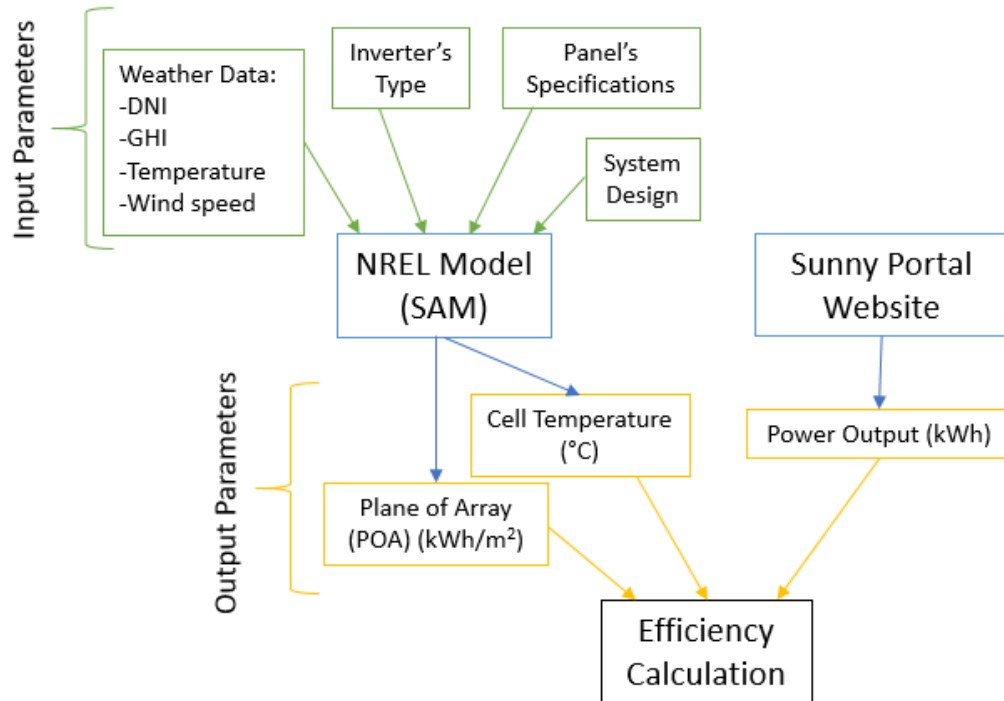 Input Parameters
Weather Data:
-DNI
-GHI
-Temperature
-Wind speed
Inverter’s
Type
Panel’s
Specifications
System
Design
NREL Model
(SAM)
Sunny Portal
Website
Output Parameters
Cell Temperature
(°C)
Power Output (kWh)
Plane of Array
(POA) (kWh/m²)
Efficiency
Calculation